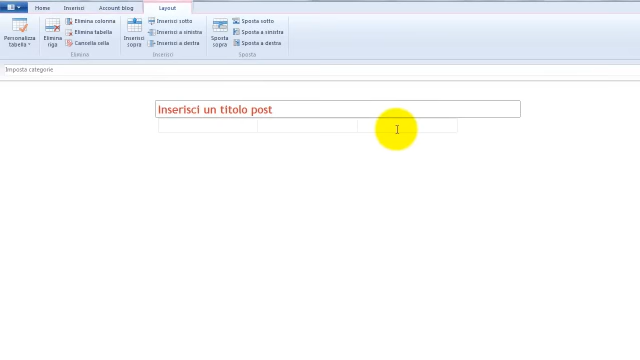 Home Inserisci Account blog Layout
Personalizza tabella
Elimina riga
Elimina colonna
Elimina tabella
Cancella cella
Elimina
Inserisci sopra
Inserisci sotto
Inserisci a sinistra
Inserisci a destra
Inserisci
Sposta sopra
Sposta sotto
Sposta a sinistra
Sposta a destra
Sposta
Imposta categorie
Inserisci un titolo post